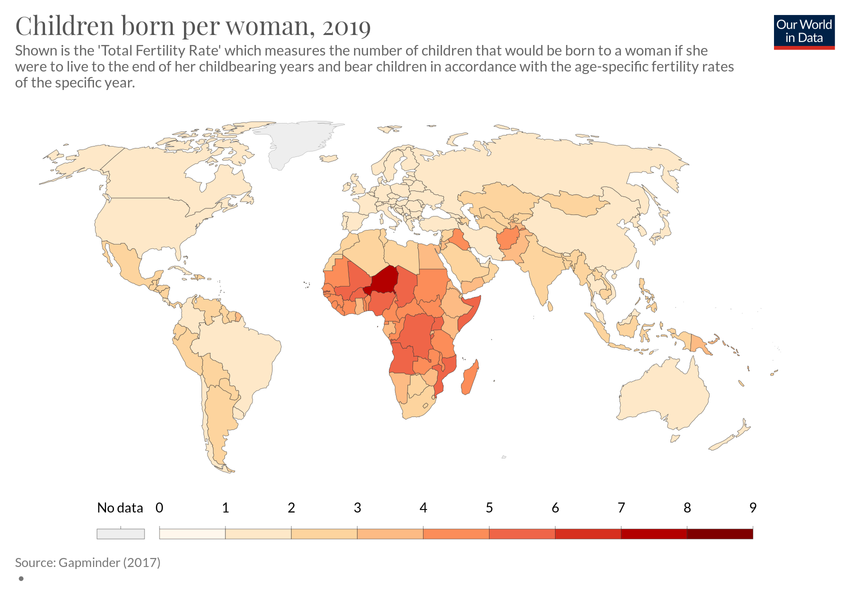 Children born per woman, 2019
Our World
in Data
Shown is the 'Total Fertility Rate' which measures the number of children that would be born to a woman if she
were to live to the end of her childbearing years and bear children in accordance with the age-specific fertility rates
of the specific year.
No data 0 1 2 3 4 5 6 7 8 9
Source: Gapminder (2017)